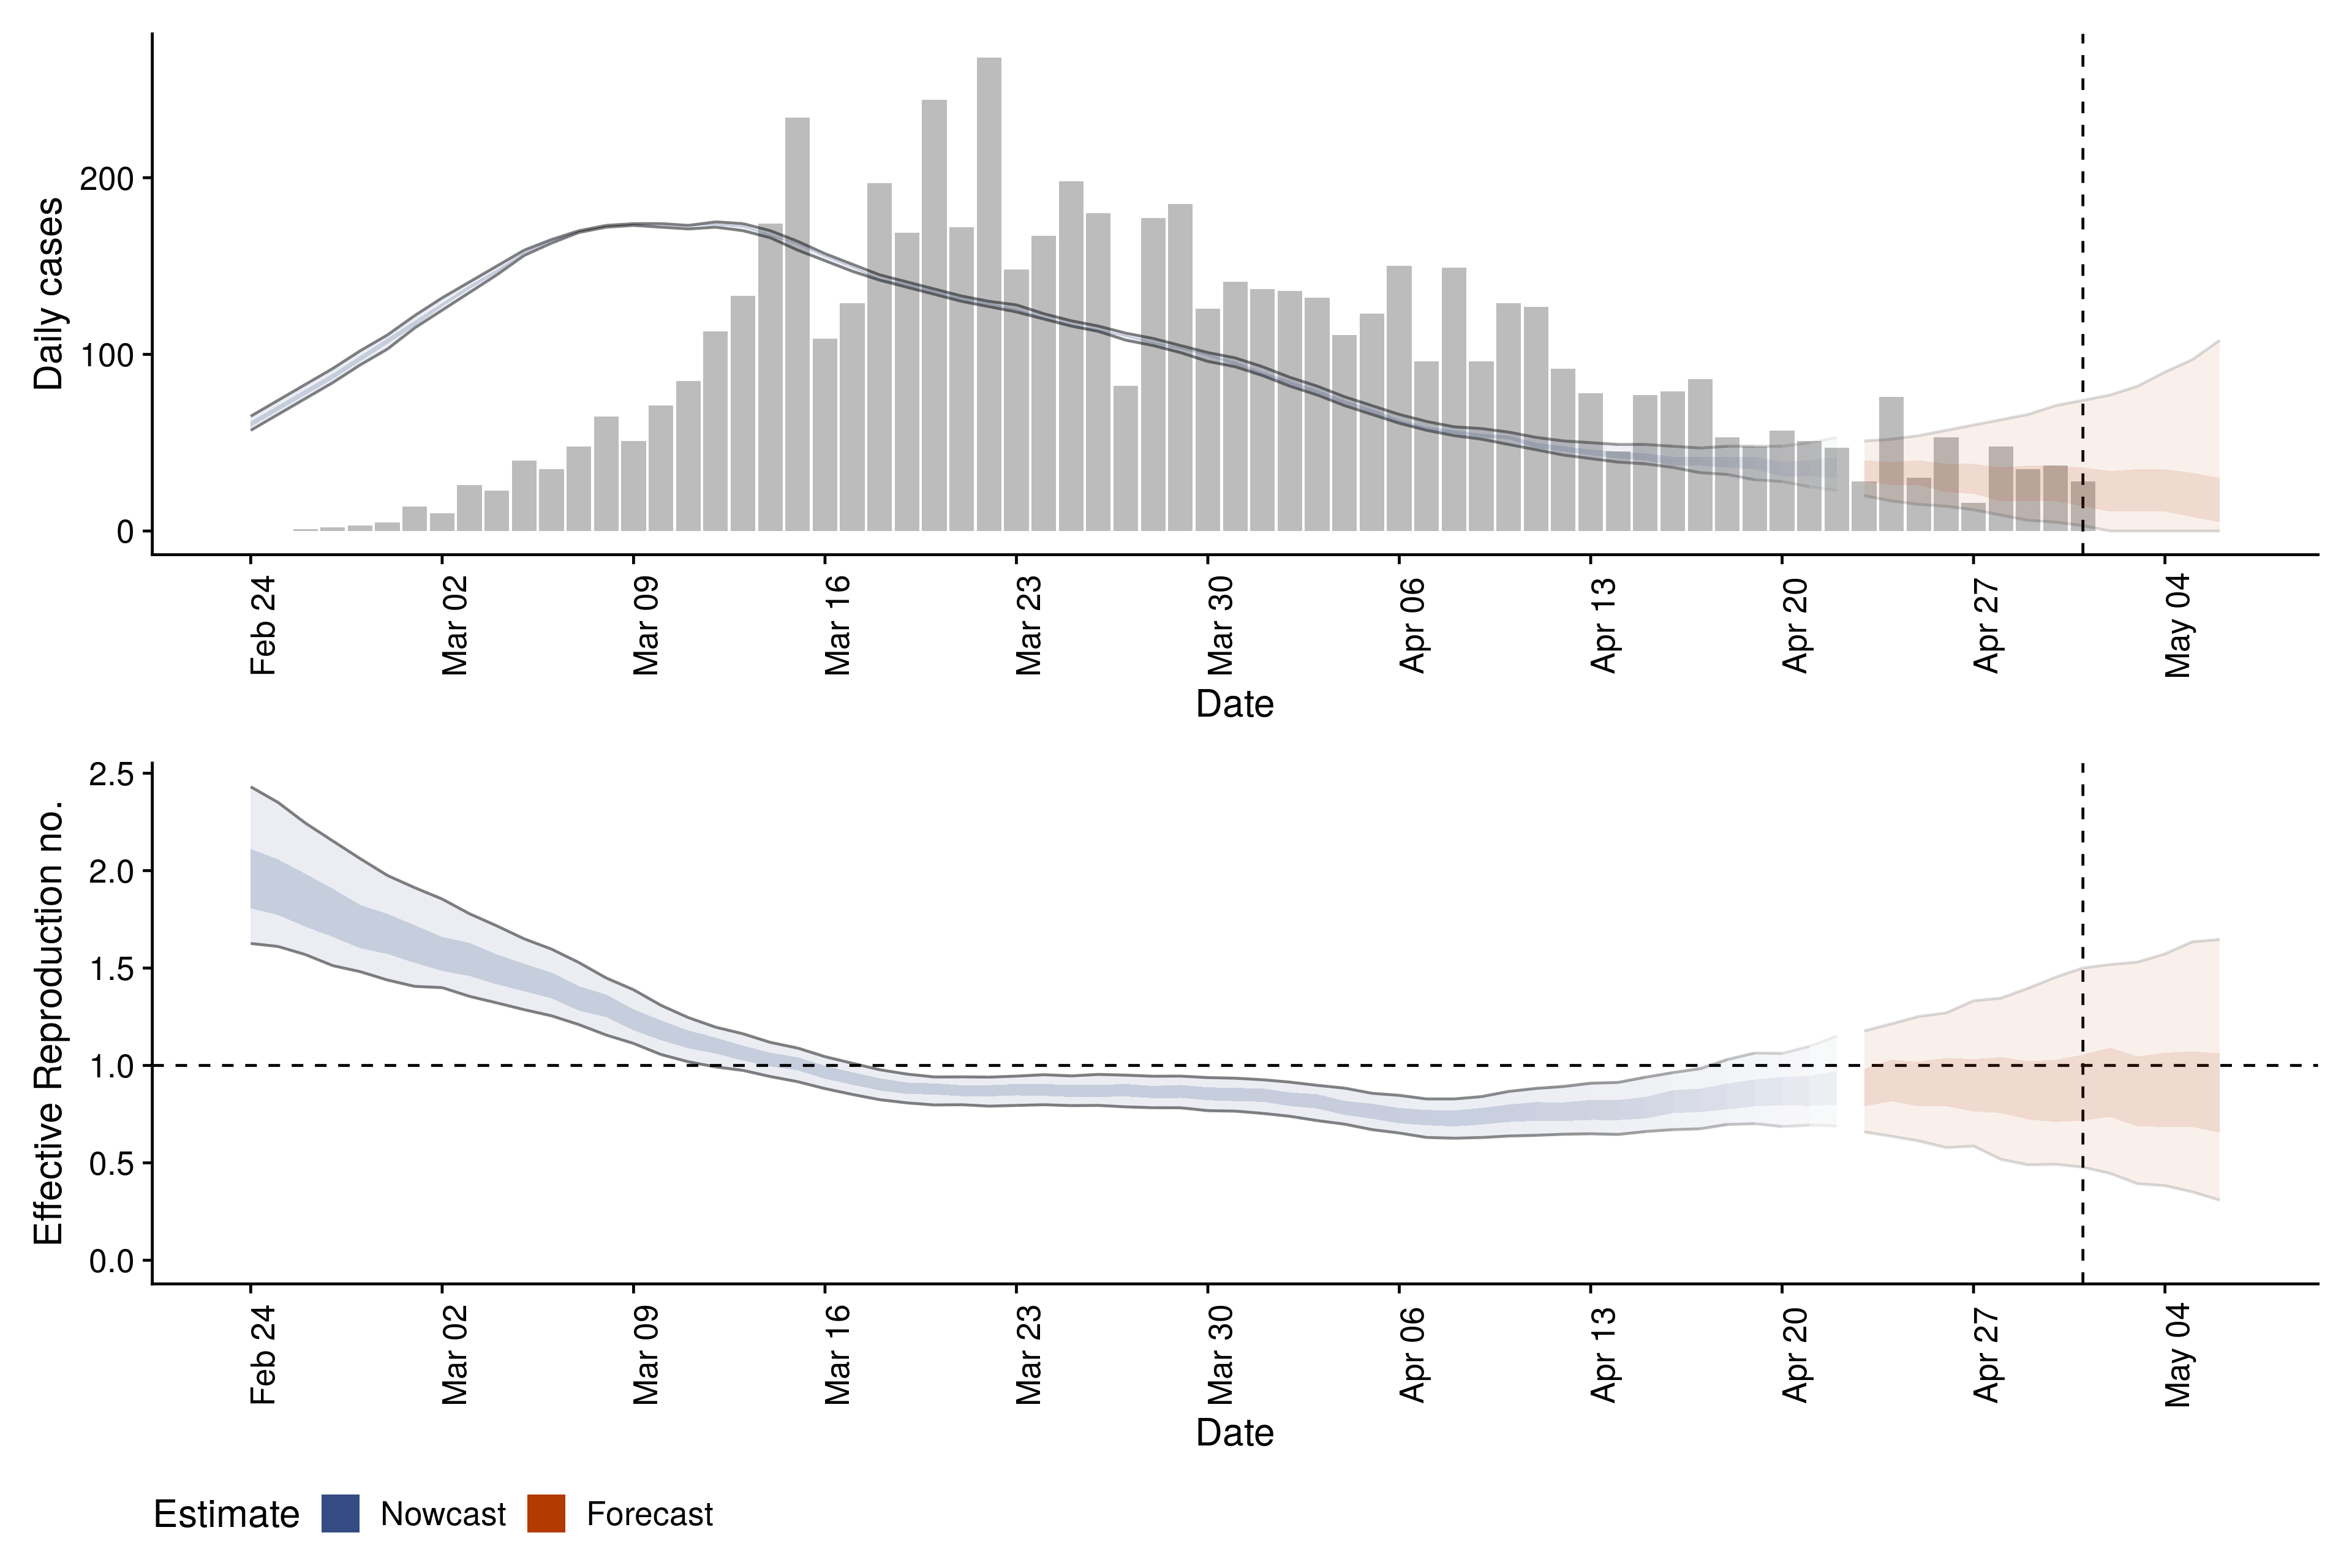 Daily cases
200
100
0
Feb 24
Mar 02
Mar 09
Mar 16
Mar 23
Mar 30
Apr 06
Apr 13
Apr 20
Apr 27
May 04
Date
Effective Reproduction no.
2.5
2.0
1.5
1.0
0.5
0.0
Feb 24
Mar 02
Mar 09
Mar 16
Mar 23
Mar 30
Apr 06
Apr 13
Apr 20
Apr 27
May 04
Date
Estimate Nowcast Forecast